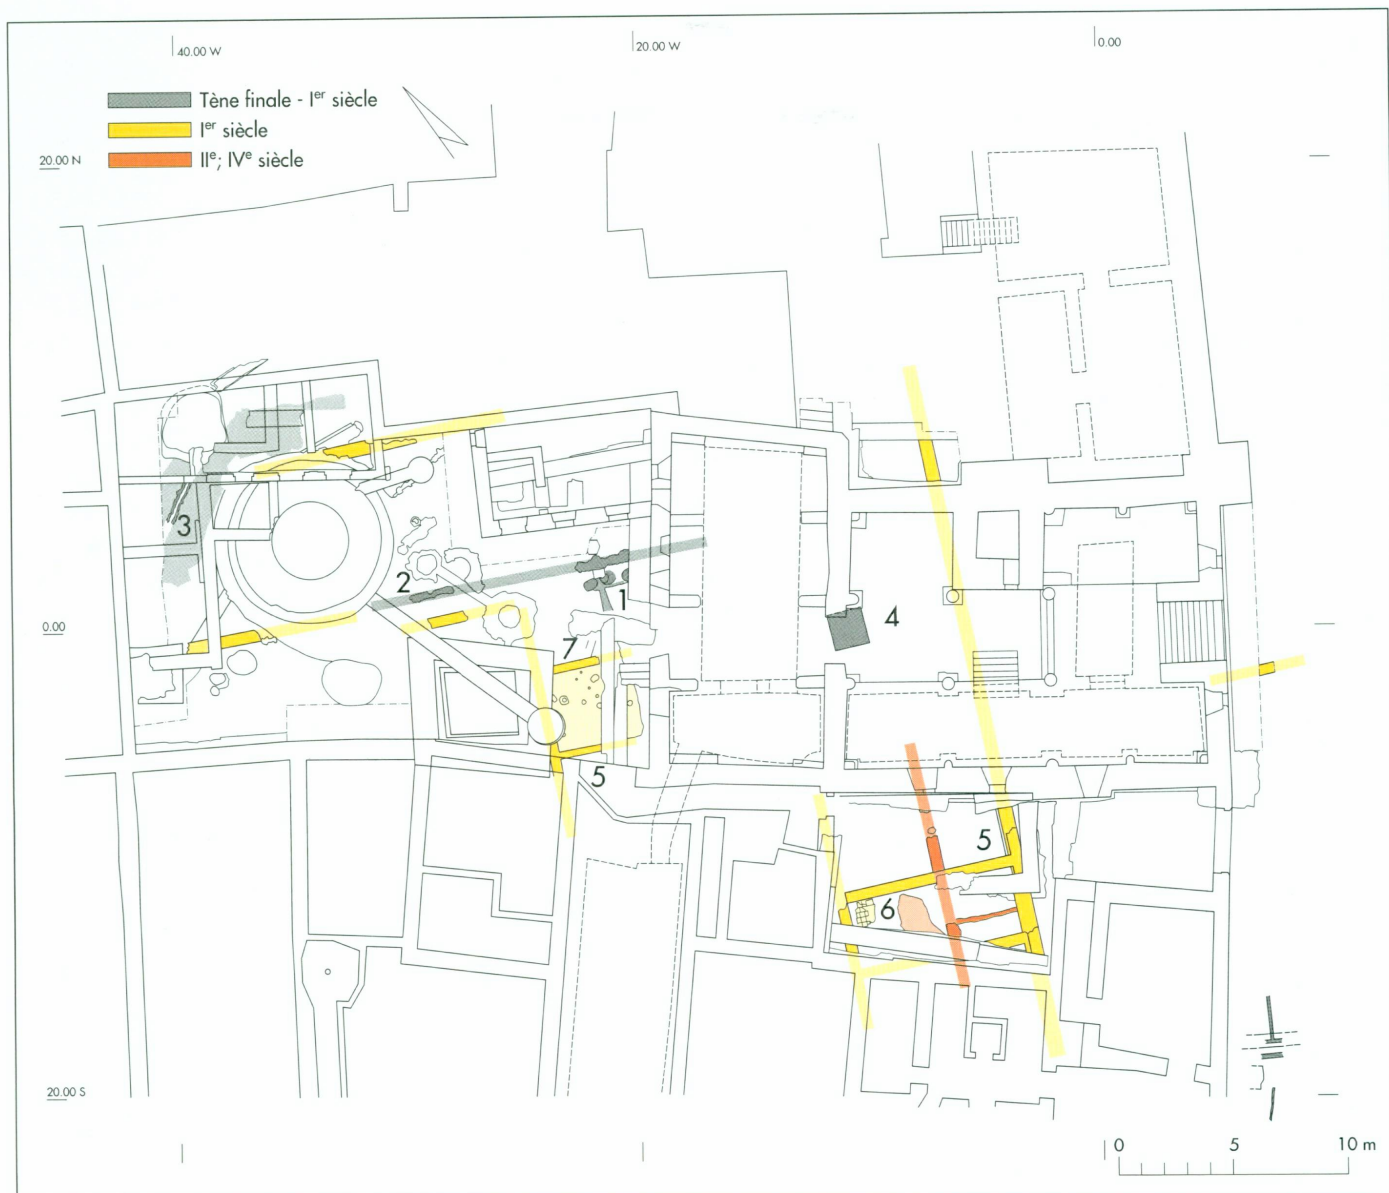 40.00 W
20.00 W
0.00
Tène finale - Ier siècle
Ier siècle
IIe; IVe siècle
20.00 N
3
2
1
4
0.00
7
5
5
6
20.00 S
0 5 10 m